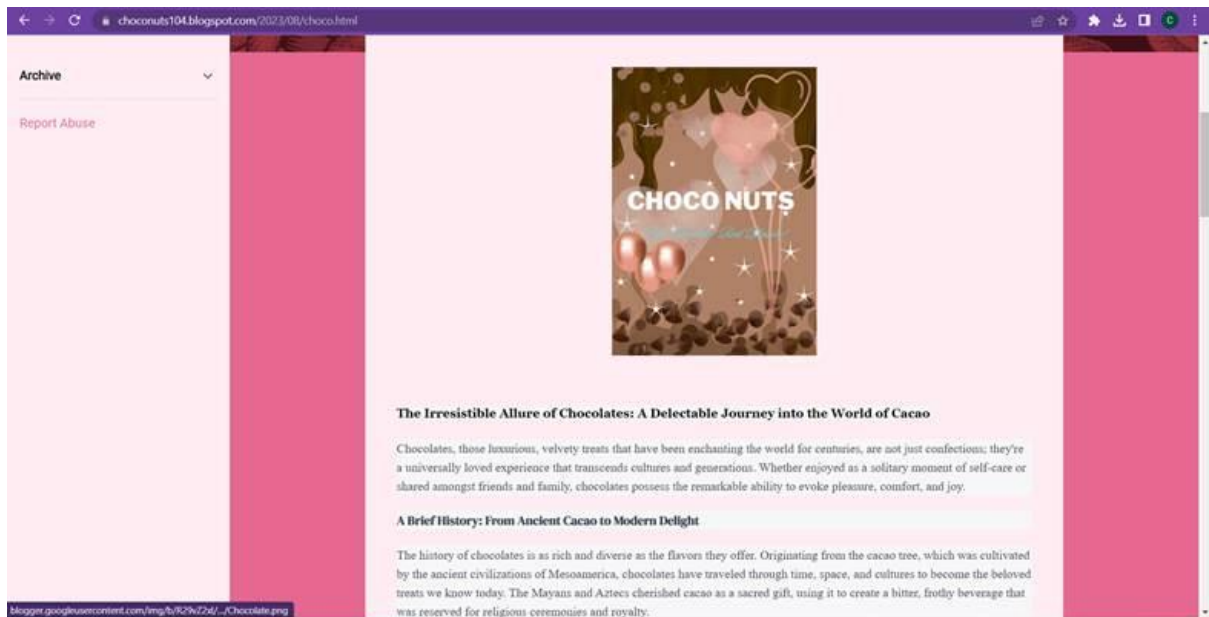 choconuts104.blogspot.com/2023/08/choco.html
C
Archive
Report Abuse
CHOCO NUTS
The Irresistible Allure of Chocolates: A Delectable Journey into the World of Cacao
Chocolates, those luxurious, velvety treats that have been enchanting the world for centuries, are not just confections; they're
a universally loved experience that transcends cultures and generations. Whether enjoyed as a solitary moment of self-care or
shared amongst friends and family, chocolates possess the remarkable ability to evoke pleasure, comfort, and joy.
A Brief History: From Ancient Cacao to Modern Delight
The history of chocolates is as rich and diverse as the flavors they offer. Originating from the cacao tree, which was cultivated
by the ancient civilizations of Mesoamerica, chocolates have traveled through time, space, and cultures to become the beloved
treats we know today. The Mayans and Aztecs cherished cacao as a sacred gift, using it to create a bitter, frothy beverage that
was reserved for religious ceremonies and royalty.
blogger.googleusercontent.com/img/b/R29vZ2xl/.../Chocolate.png